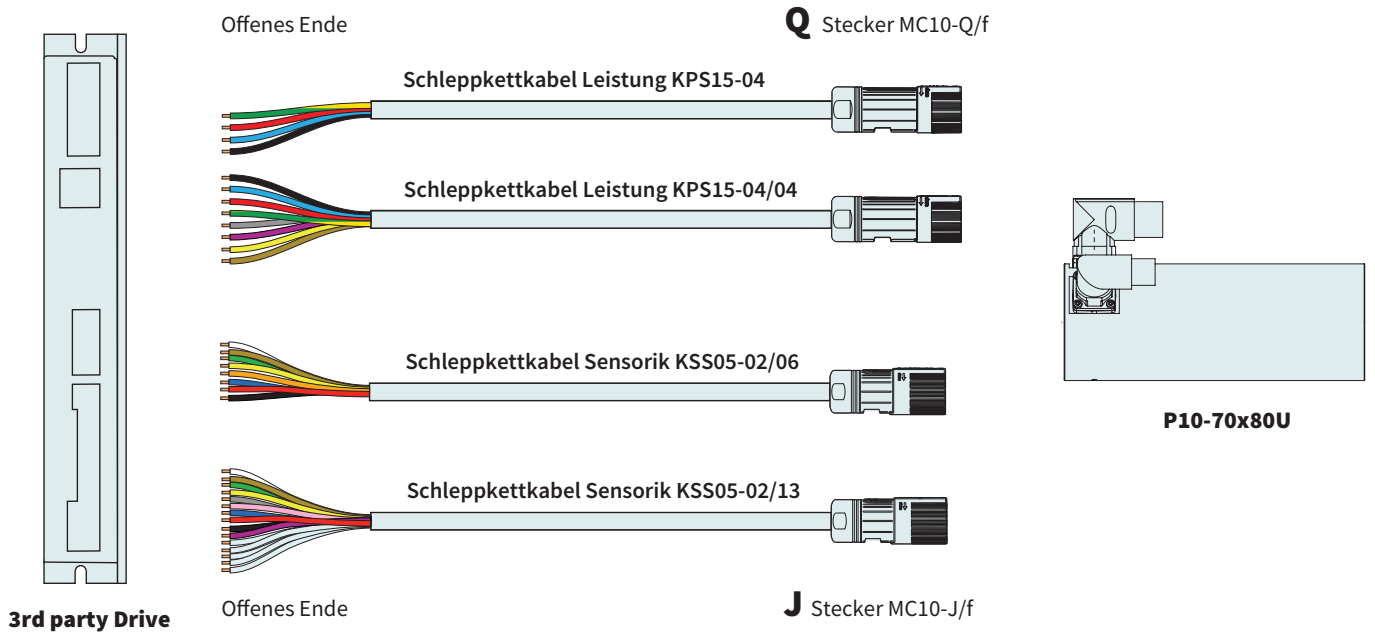 Offenes Ende
Q Stecker MC10-Q/f
Schleppkettkabel Leistung KPS15-04
Schleppkettkabel Leistung KPS15-04/04
Schleppkettkabel Sensorik KSS05-02/06
P10-70x80U
Schleppkettkabel Sensorik KSS05-02/13
3rd party Drive
Offenes Ende
J Stecker MC10-J/f